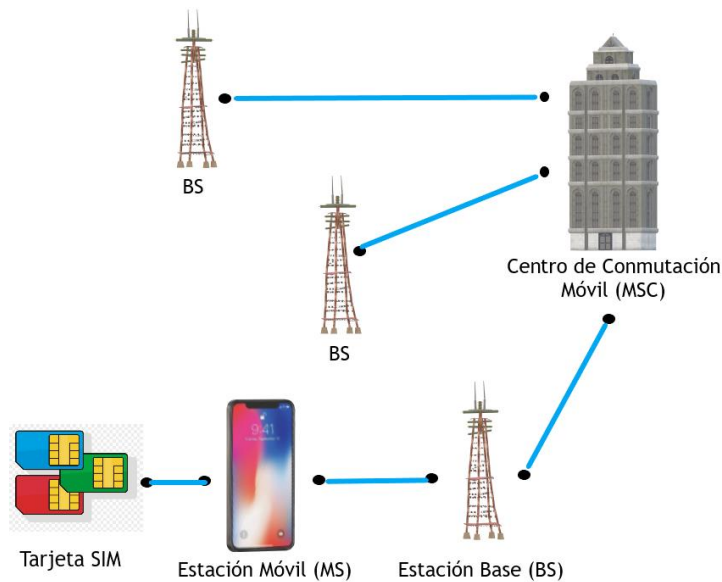 BS
BS
Centro de Conmutación
Móvil (MSC)
9:41
Tarjeta SIM
Estación Móvil (MS)
Estación Base (BS)